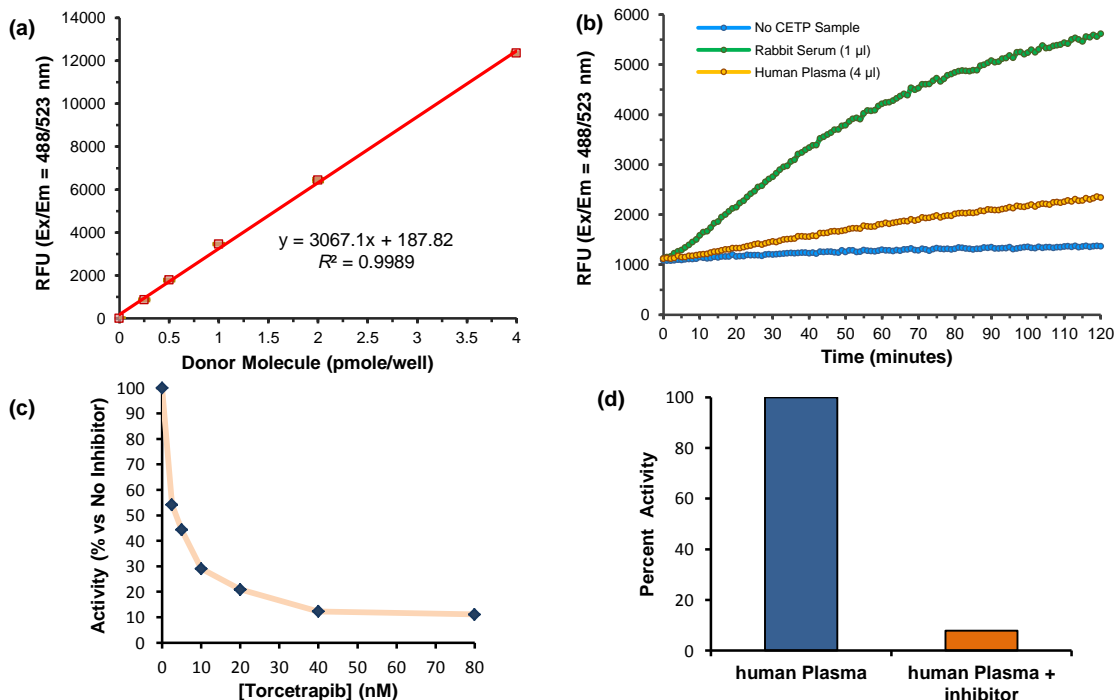 (a)
14000
12000
10000
8000
6000
4000
2000
0
RFU (Ex/Em = 488/523 nm)
y = 3067.1x + 187.82
R² = 0.9989
0 0.5 1 1.5 2 2.5 3 3.5 4
Donor Molecule (pmole/well)
(b)
6000
5000
4000
3000
2000
1000
0
RFU (Ex/Em = 488/523 nm)
No CETP Sample
Rabbit Serum (1 µl)
Human Plasma (4 µl)
0 10 20 30 40 50 60 70 80 90 100 110 120
Time (minutes)
(c)
100
90
80
70
60
50
40
30
20
10
0
Activity (% vs No Inhibitor)
0 10 20 30 40 50 60 70 80
[Torcetrapib] (nM)
(d)
100
80
60
40
20
0
Percent Activity
human Plasma
human Plasma +
inhibitor